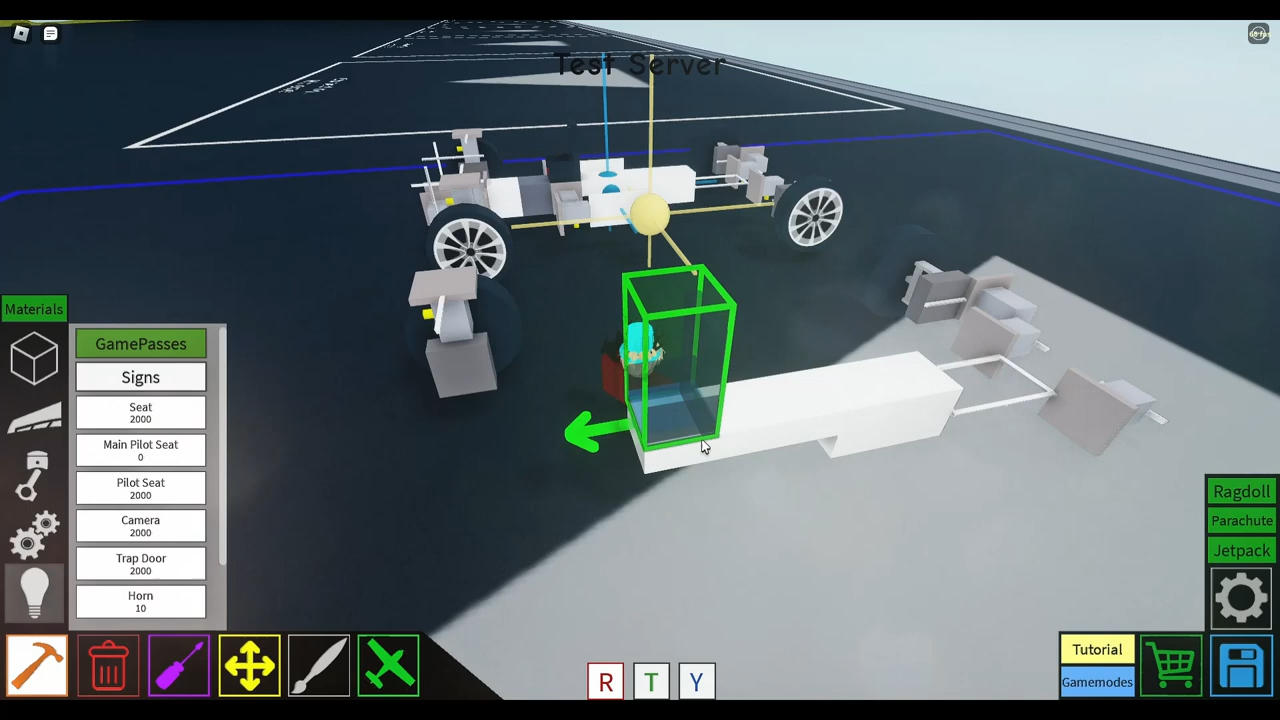 Test Server
Materials
GamePasses
Signs
Seat
2000
Main Pilot Seat
0
Pilot Seat
2000
Camera
2000
Trap Door
2000
Horn
10
Ragdoll
Parachute
Jetpack
Tutorial
Gamemodes
R
T
Y